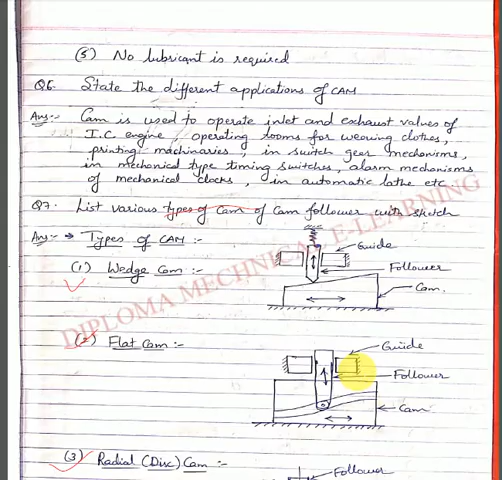 (5) No lubricant is required
Q6. State the different applications of CAM
Ans:- Cam is used to operate inlet and exhaust values of
I.C engine, operating looms for weaving clothes,
printing machinaries, in switch gear mechanisms,
in mechanical type timing switches, alarm mechanisms
of mechanical clocks, in automatic lathe etc.
Q7. List various types of Cam of Cam follower with sketch
Ans:- → Types of CAM :-
(1) Wedge Cam :-
Guide
Follower
Cam.
(2) Flat Cam :-
Guide
Follower
Cam
(3) Radial (Disc) Cam :-
Follower
DIPLOMA MECHNICAL E-LEARNING